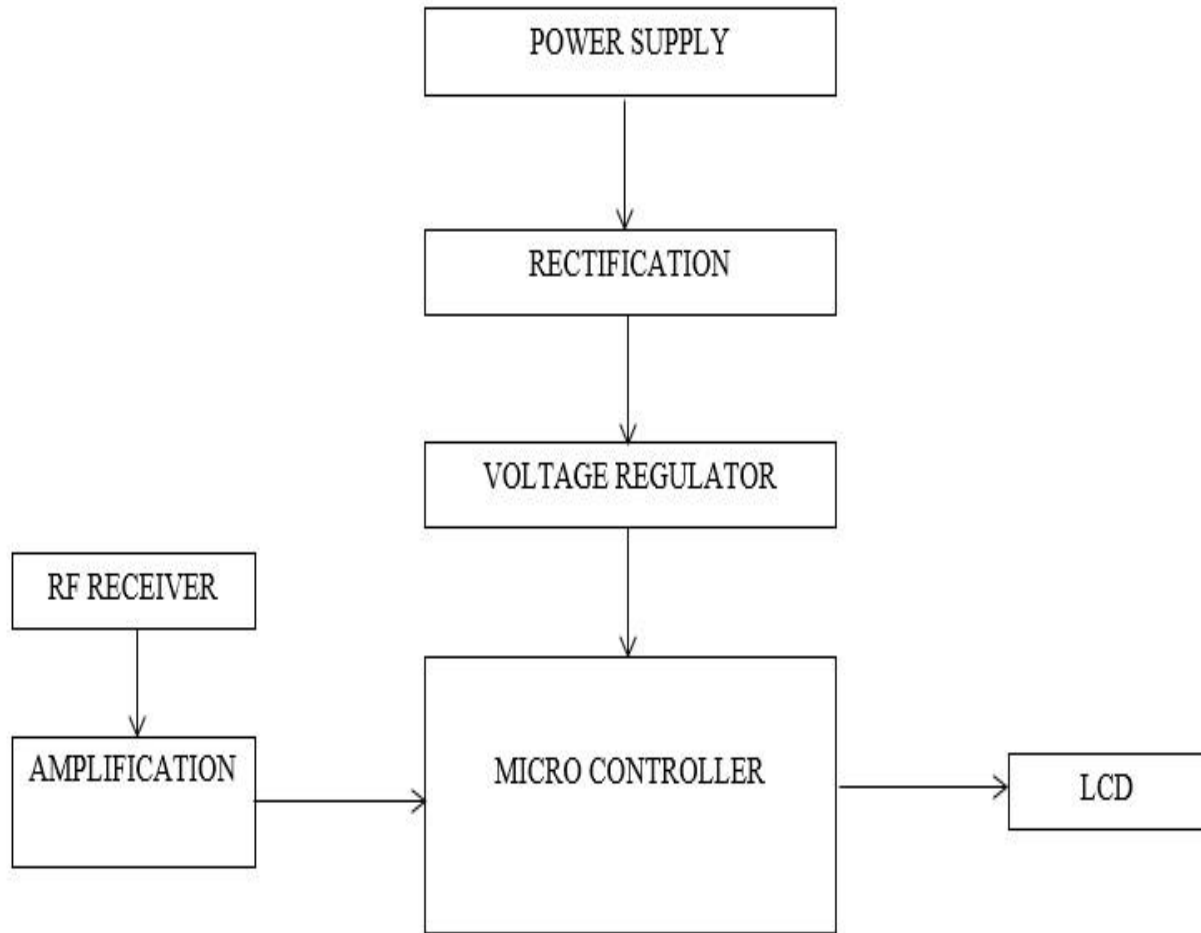 POWER SUPPLY
RECTIFICATION
VOLTAGE REGULATOR
RF RECEIVER
AMPLIFICATION
MICRO CONTROLLER
LCD